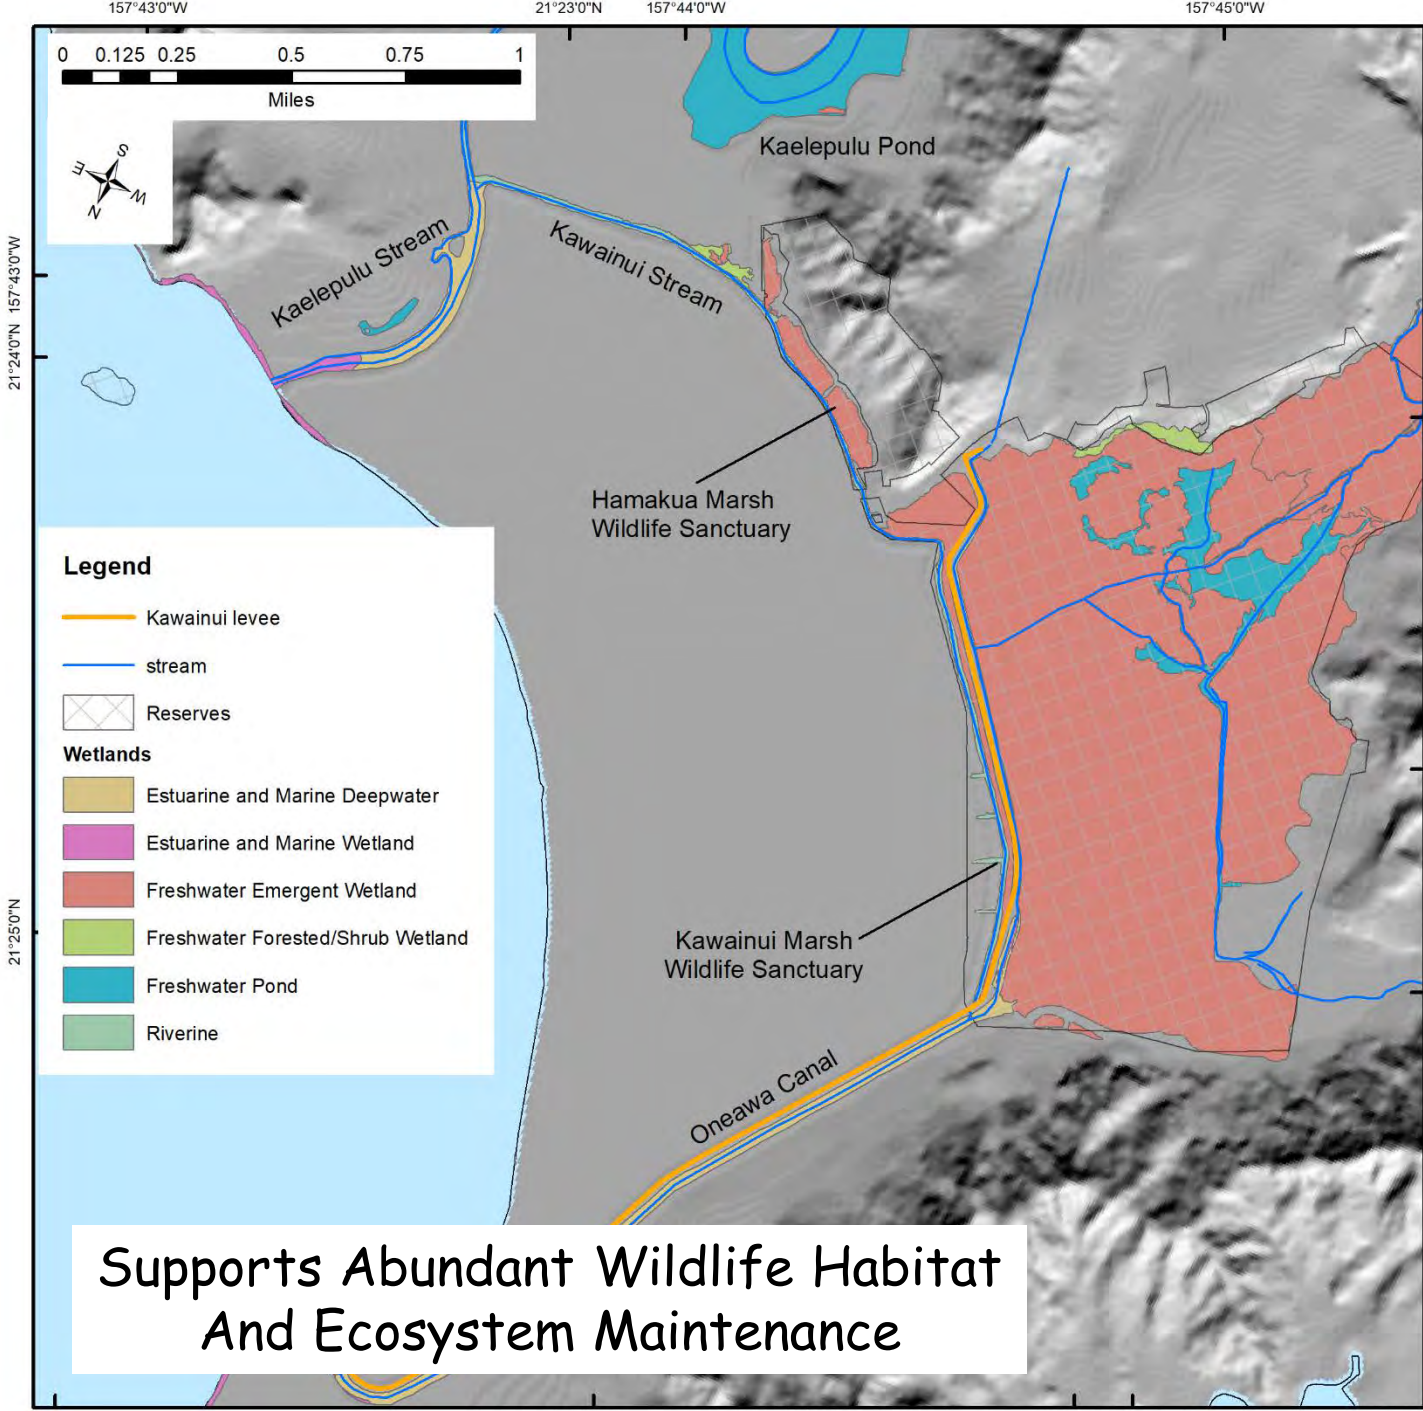 157°43'0"W
21°23'0"N
157°44'0"W
157°45'0"W
0 0.125 0.25 0.5 0.75 1
Miles
S
E
W
N
Kaelepulu Pond
Kaelepulu Stream
Kawainui Stream
157°43'0"W
21°24'0"N
Hamakua Marsh
Wildlife Sanctuary
Legend
Kawainui levee
stream
Reserves
Wetlands
Estuarine and Marine Deepwater
Estuarine and Marine Wetland
Freshwater Emergent Wetland
Freshwater Forested/Shrub Wetland
Freshwater Pond
Riverine
21°25'0"N
Kawainui Marsh
Wildlife Sanctuary
Oneawa Canal
Supports Abundant Wildlife Habitat
And Ecosystem Maintenance